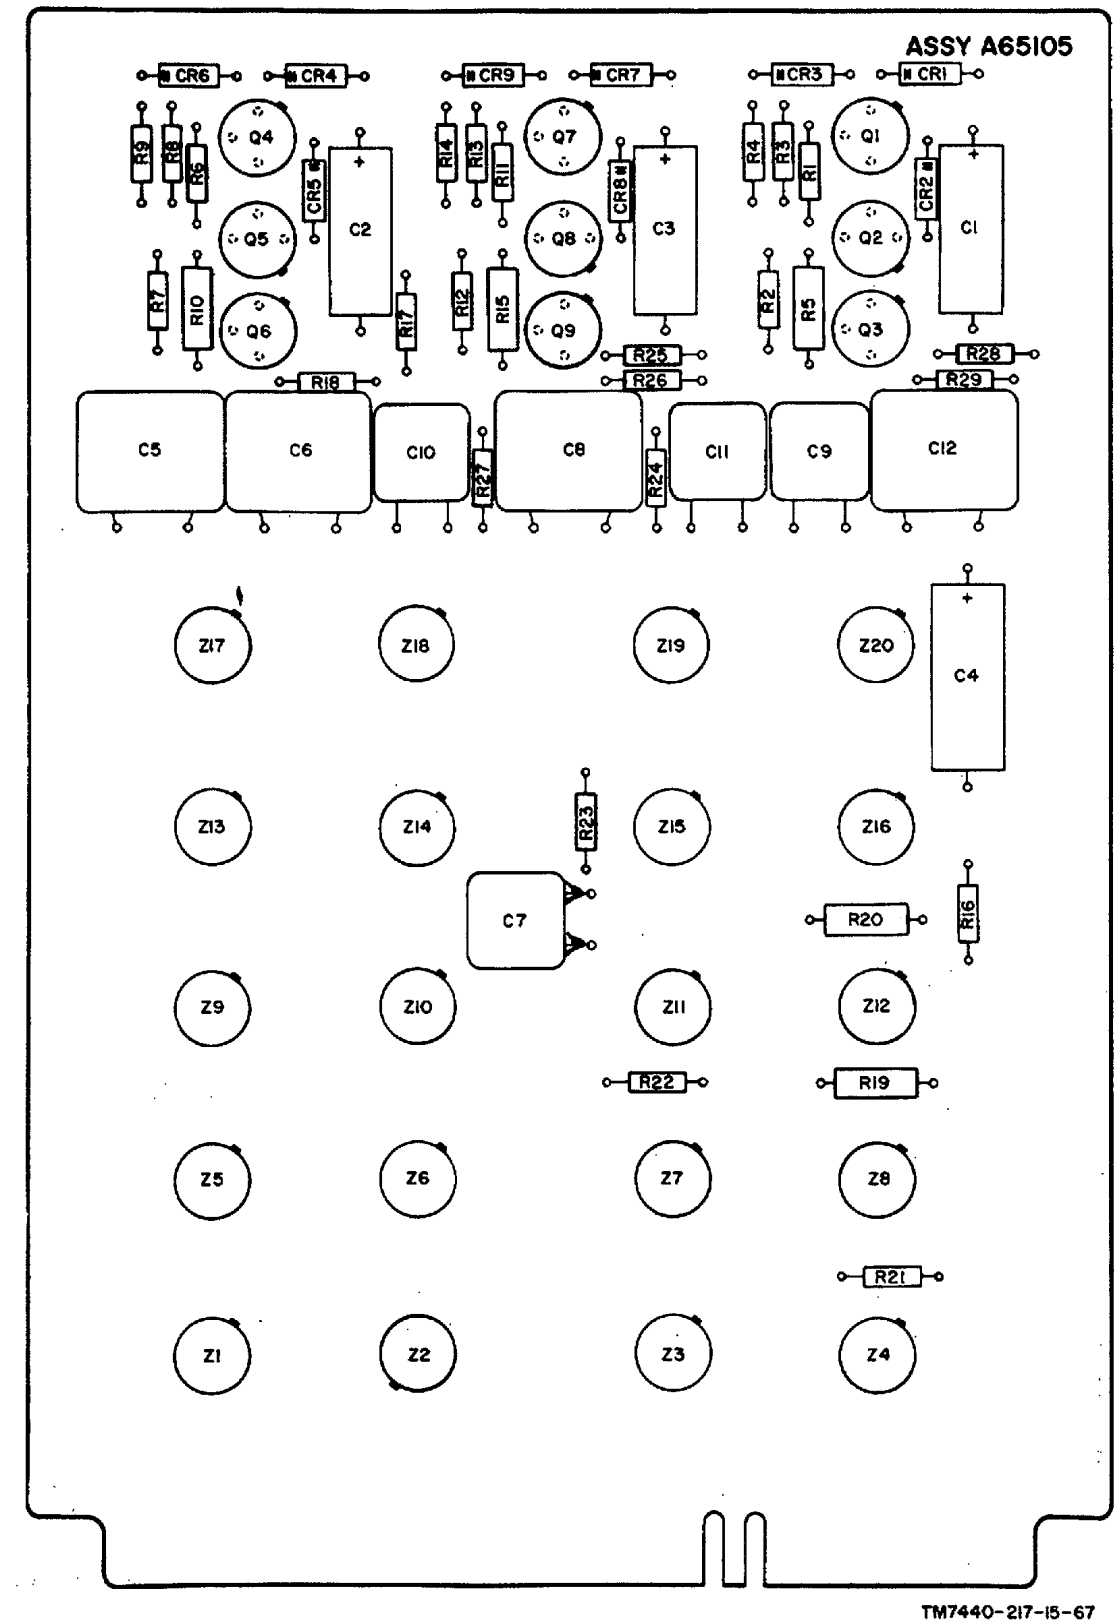 ASSY A65105
CR6 CR4 CR9 CR7 CR3 CR1
R9 R8 R6 Q4 CR5 + C2 R14 R13 R11 Q7 CR8 + C3 R4 R3 R1 Q1 CR2 + C1
Q5 Q8 Q2
R7 R10 Q6 R17 R12 R15 Q9 R2 R5 Q3
R25 R28
R18 R26 R29
C5 C6 C10 R27 C8 R24 C11 C9 C12
+
Z17 Z18 Z19 Z20 C4
Z13 Z14 R23 Z15 Z16
C7 R20 R16
Z9 Z10 Z11 Z12
R22 R19
Z5 Z6 Z7 Z8
R21
Z1 Z2 Z3 Z4
TM7440-217-15-67